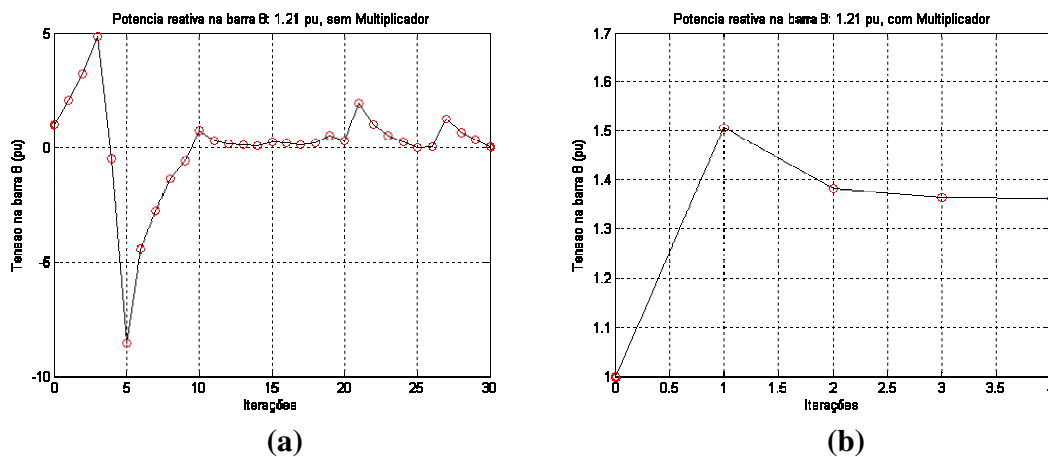 Potencia reativa na barra 8: 1.21 pu, sem Multiplicador
Tensao na barra 8 (pu)
5
0
-5
-10
0 5 10 15 20 25 30
Iterações
(a)
Potencia reativa na barra 8: 1.21 pu, com Multiplicador
Tensao na barra 8 (pu)
1.7
1.6
1.5
1.4
1.3
1.2
1.1
1
0 0.5 1 1.5 2 2.5 3 3.5
Iterações
(b)